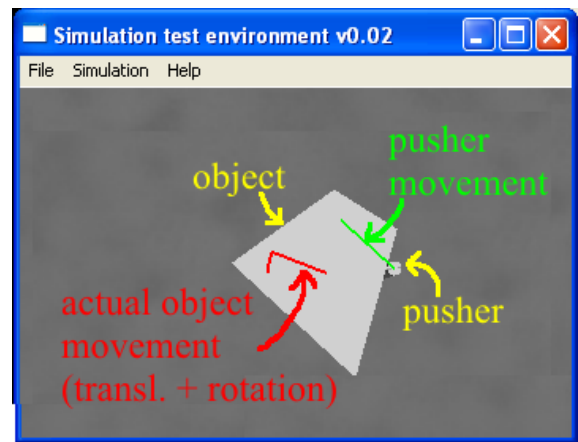 Simulation test environment v0.02
File Simulation Help
pusher
movement
object
pusher
actual object
movement
(transl. + rotation)